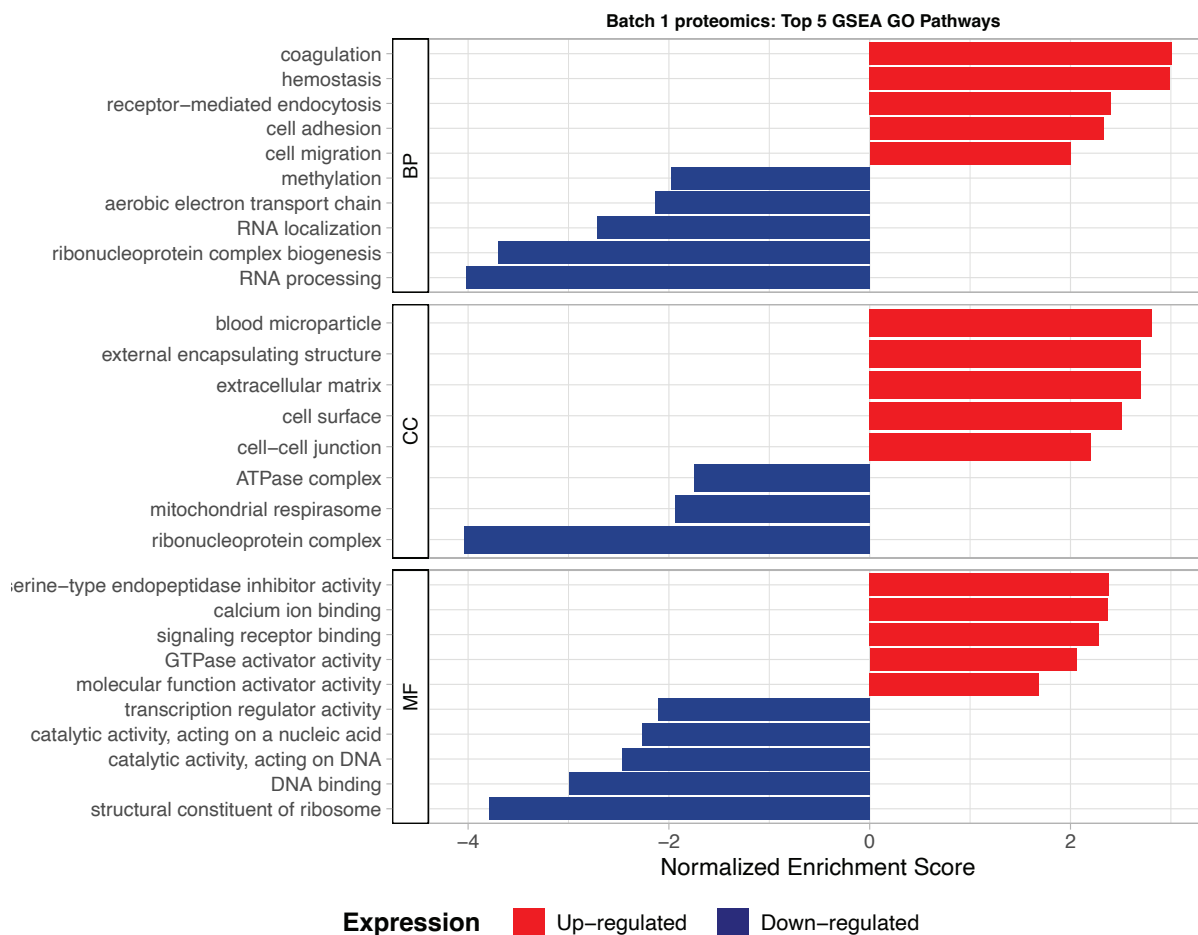 Batch 1 proteomics: Top 5 GSEA GO Pathways
coagulation
hemostasis
receptor−mediated endocytosis
cell adhesion
cell migration
methylation
aerobic electron transport chain
RNA localization
ribonucleoprotein complex biogenesis
RNA processing
BP
blood microparticle
external encapsulating structure
extracellular matrix
cell surface
cell−cell junction
ATPase complex
mitochondrial respirasome
ribonucleoprotein complex
CC
serine−type endopeptidase inhibitor activity
calcium ion binding
signaling receptor binding
GTPase activator activity
molecular function activator activity
transcription regulator activity
catalytic activity, acting on a nucleic acid
catalytic activity, acting on DNA
DNA binding
structural constituent of ribosome
MF
−4 −2 0 2
Normalized Enrichment Score
Expression Up−regulated Down−regulated